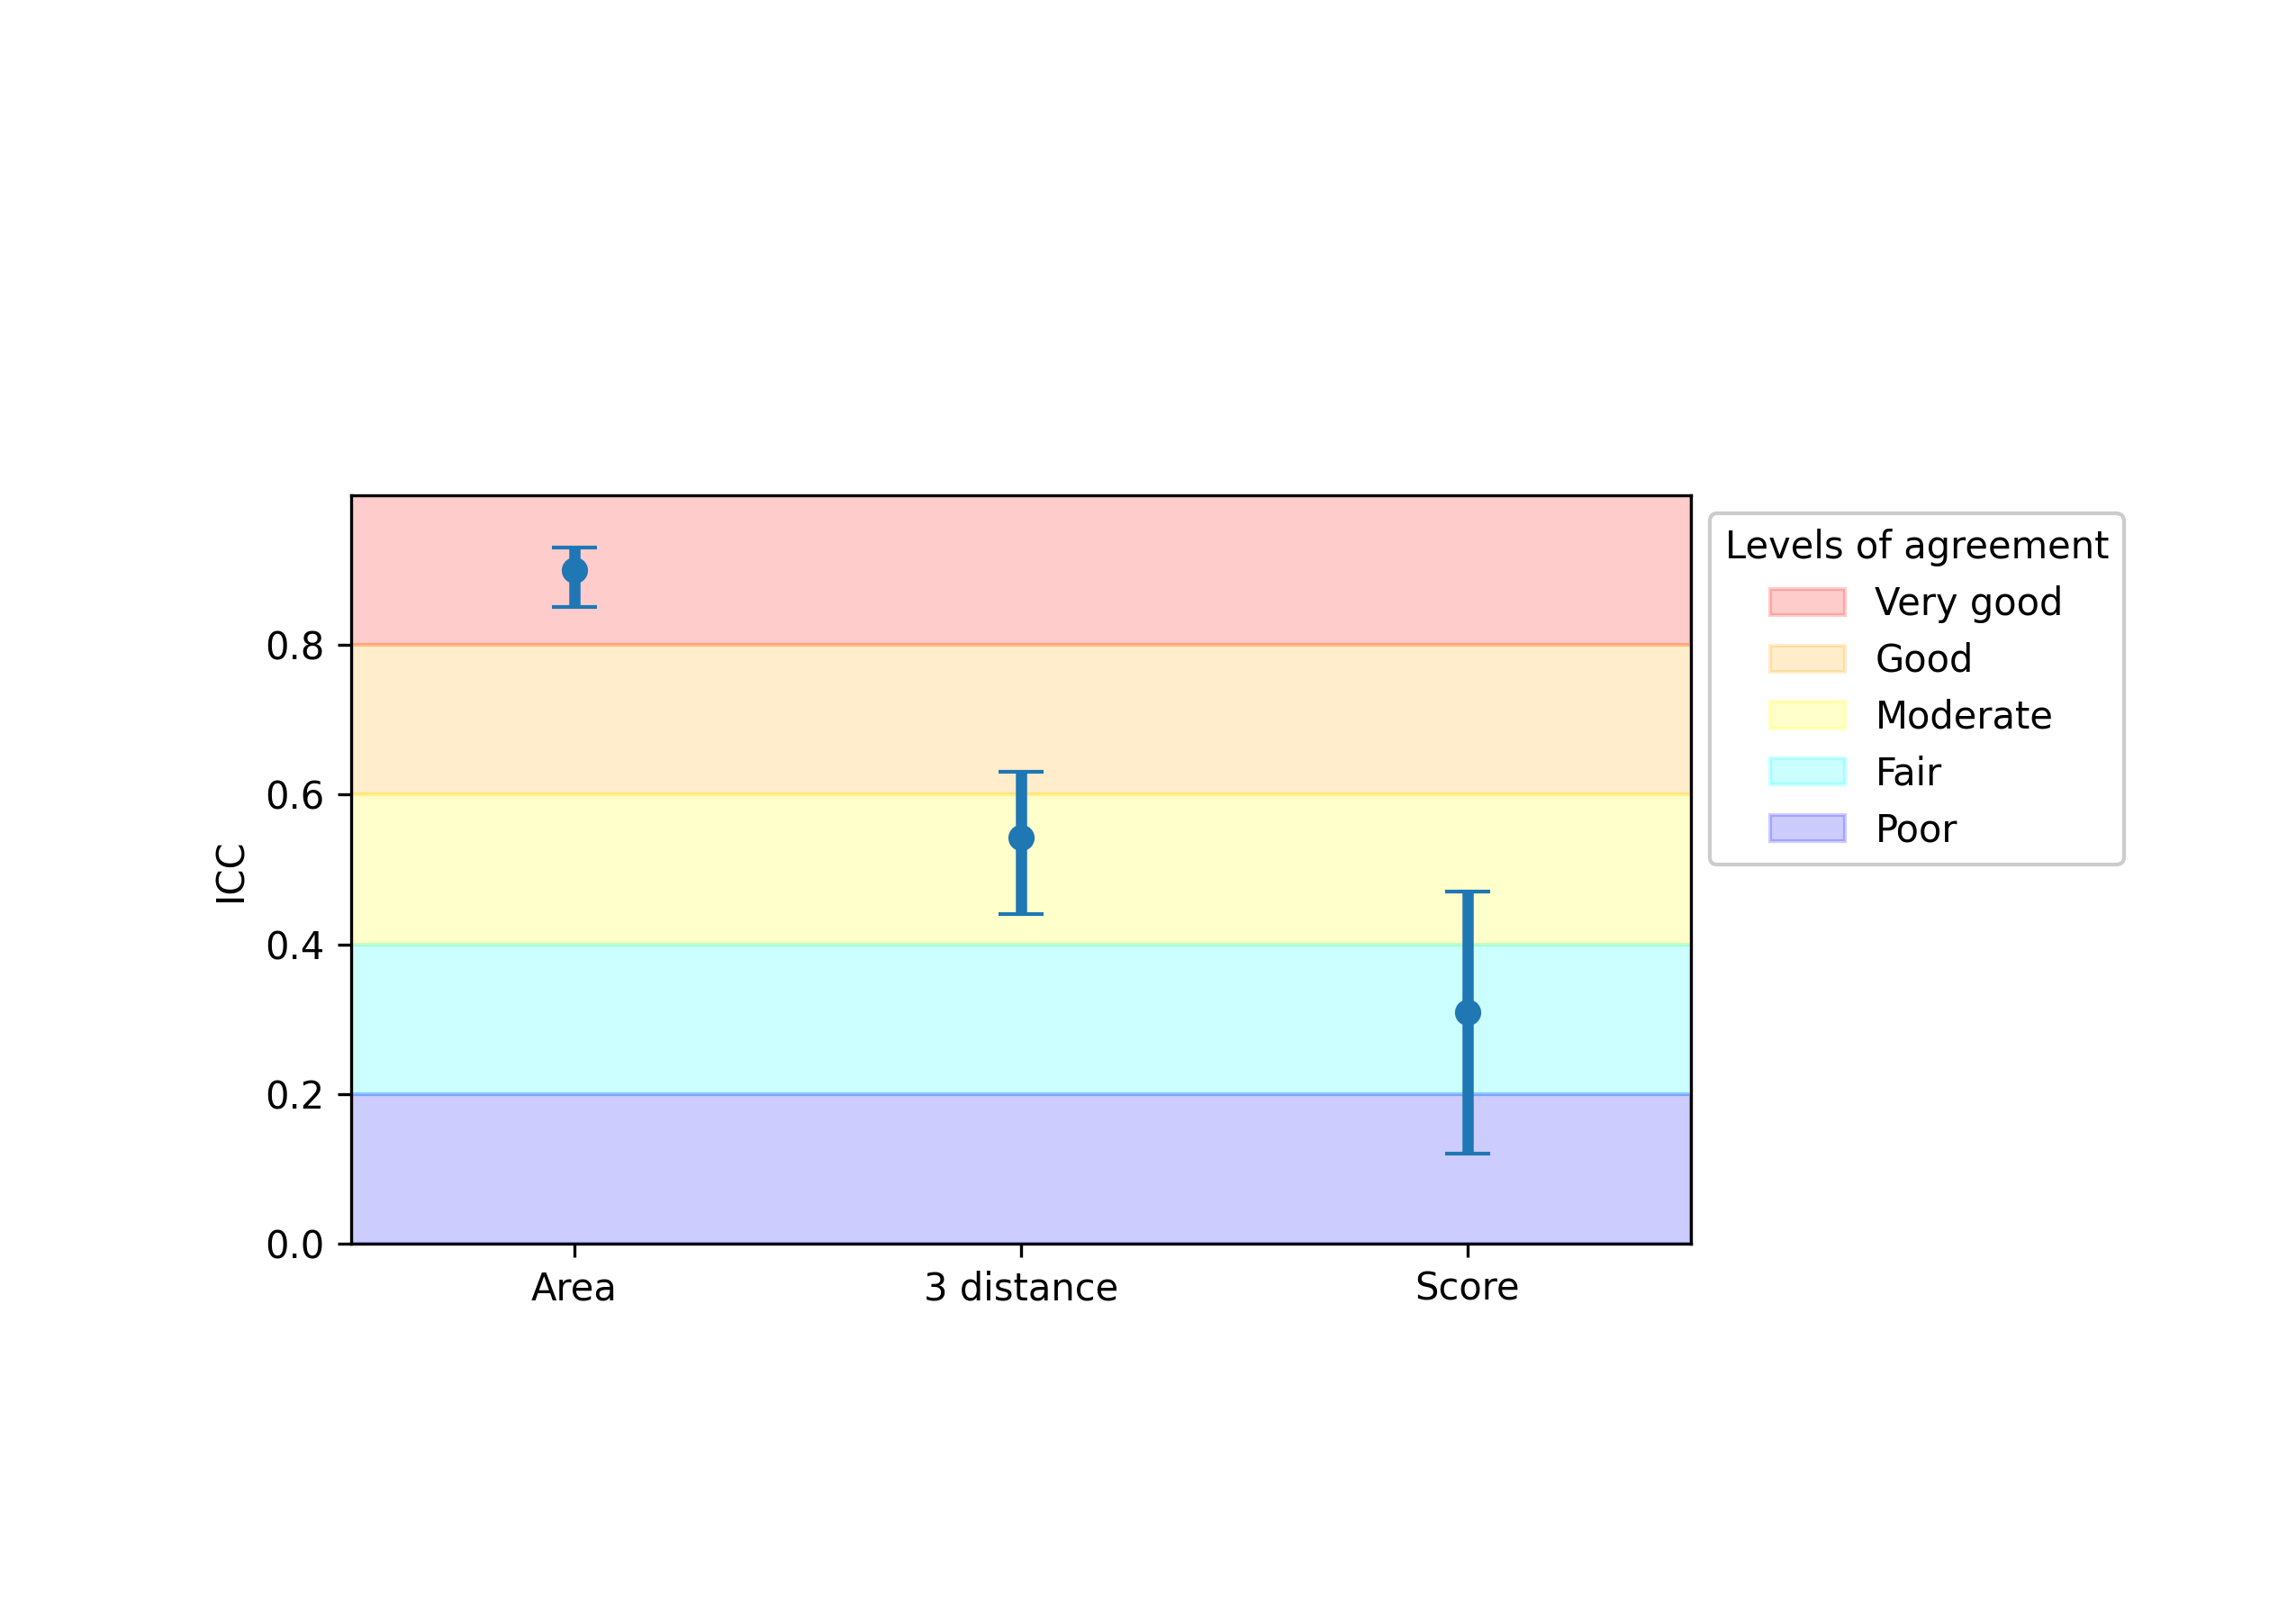 Levels of agreement
Very good
Good
Moderate
Fair
Poor
ICC
0.8
0.6
0.4
0.2
0.0
Area
3 distance
Score